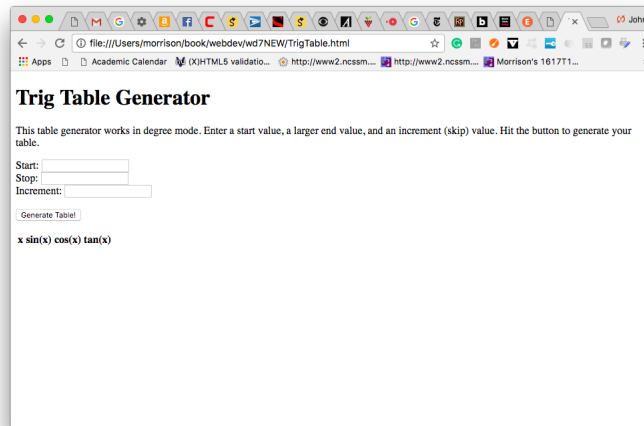 John
file:///Users/morrison/book/webdev/wd7NEW/TrigTable.html
Apps Academic Calendar (X)HTML5 validatio... http://www2.ncssm.... http://www2.ncssm.... Morrison's 1617T1...
Trig Table Generator
This table generator works in degree mode. Enter a start value, a larger end value, and an increment (skip) value. Hit the button to generate your
table.
Start:
Stop:
Increment:
Generate Table!
x sin(x) cos(x) tan(x)